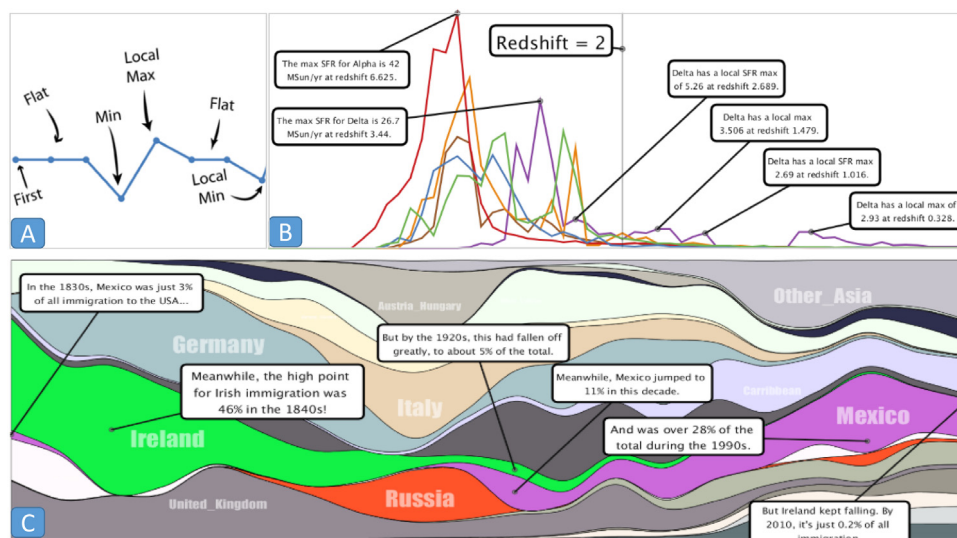 Flat
Min
Local
Max
Flat
Local
Min
First
A
The max SFR for Alpha is 42
MSun/yr at redshift 6.625.
The max SFR for Delta is 26.7
MSun/yr at redshift 3.44.
Redshift = 2
Delta has a local SFR max
of 5.26 at redshift 2.689.
Delta has a local max
3.506 at redshift 1.479.
Delta has a local SFR max
2.69 at redshift 1.016.
Delta has a local max of
2.93 at redshift 0.328.
B
In the 1830s, Mexico was just 3%
of all immigration to the USA...
Austria_Hungary
Other_Asia
Germany
But by the 1920s, this had fallen off
greatly, to about 5% of the total.
Meanwhile, the high point
for Irish immigration was
46% in the 1840s!
Meanwhile, Mexico jumped to
11% in this decade.
Carribbean
Italy
Mexico
Ireland
And was over 28% of the
total during the 1990s.
United_Kingdom
Russia
But Ireland kept falling. By
2010, it's just 0.2% of all
C